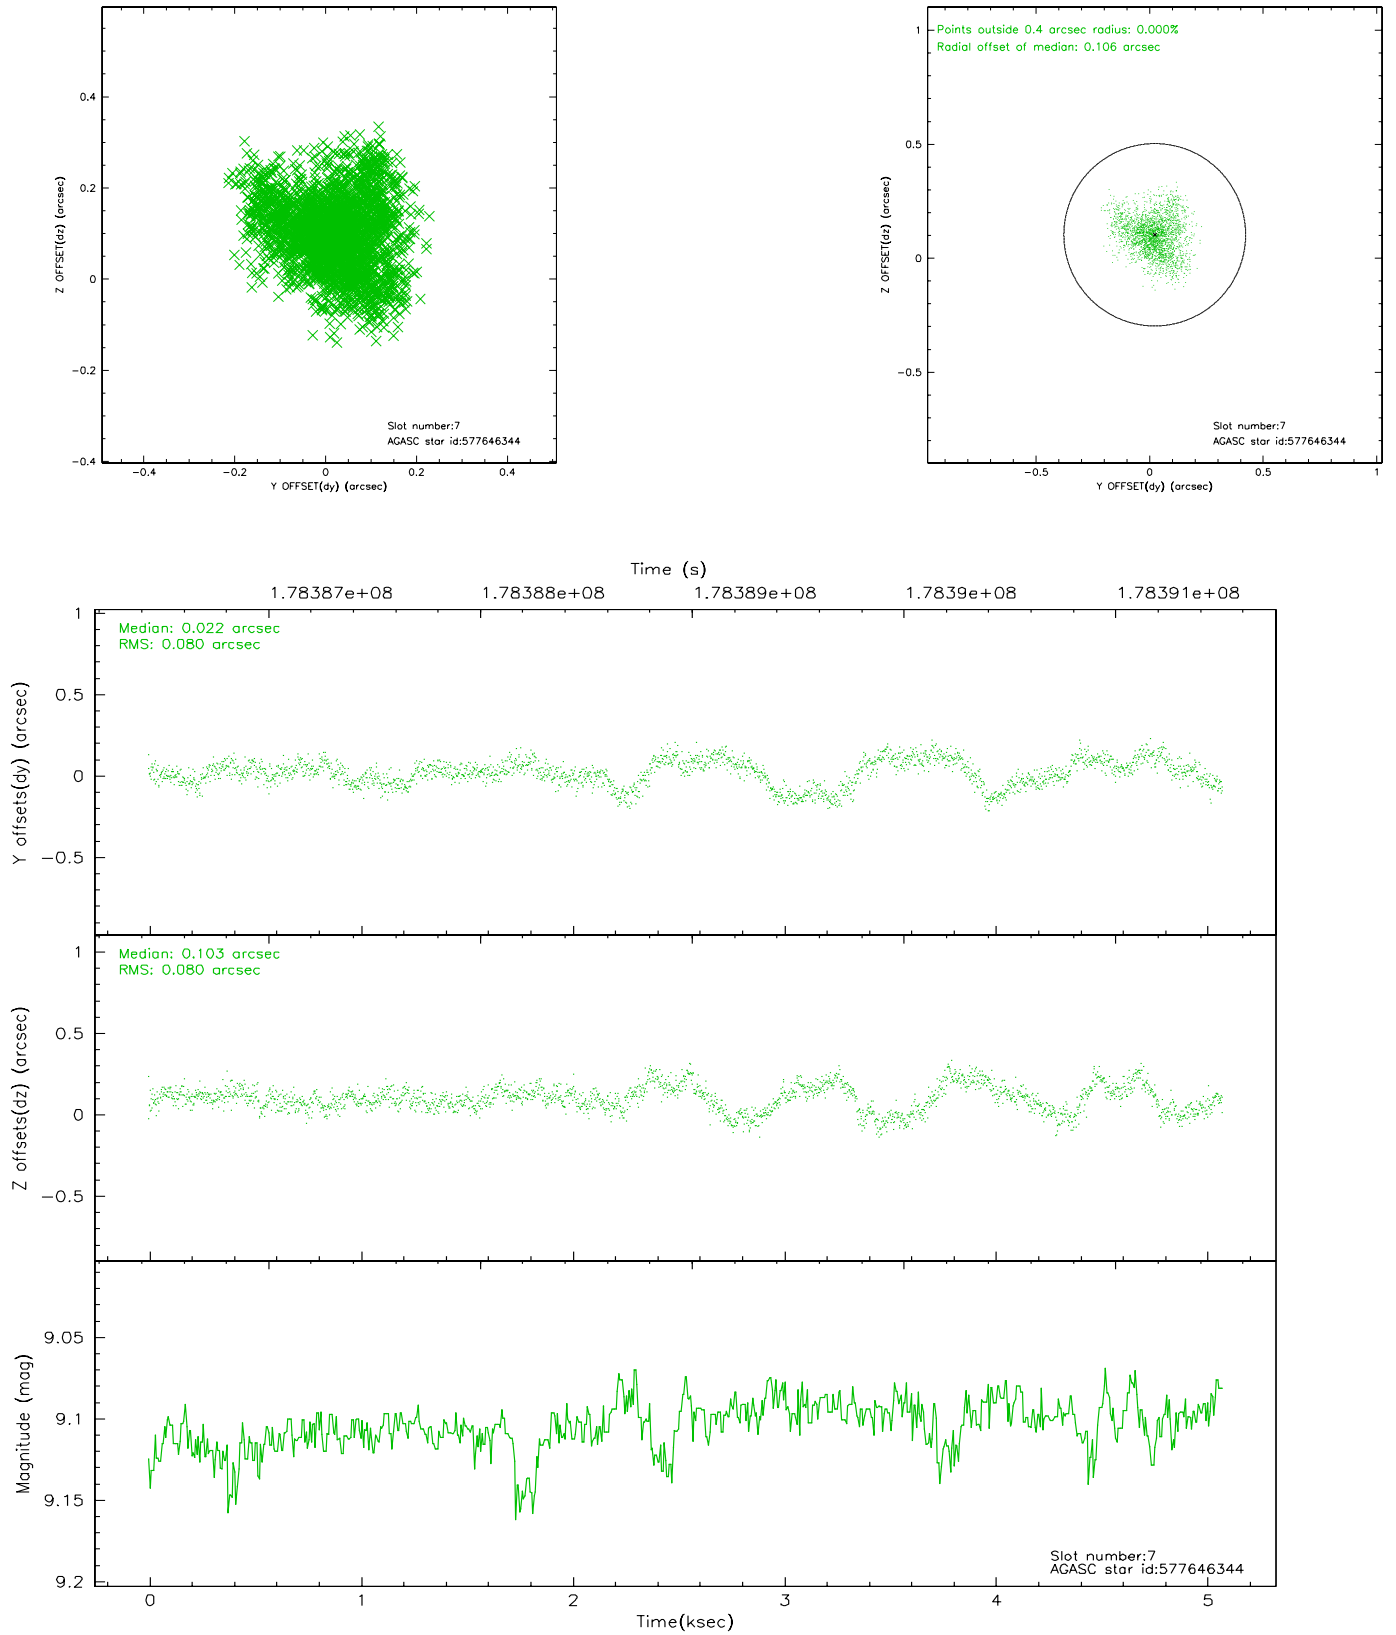 0.4
0.2
0
-0.2
-0.4
Z OFFSET(dz) (arcsec)
Slot number:7
AGASC star id:577646344
-0.4 -0.2 0 0.2 0.4
Y OFFSET(dy) (arcsec)
Points outside 0.4 arcsec radius: 0.000%
Radial offset of median: 0.106 arcsec
1
0.5
0
-0.5
Z OFFSET(dz) (arcsec)
Slot number:7
AGASC star id:577646344
-0.5 0 0.5 1
Y OFFSET(dy) (arcsec)
Time (s)
1.78387e+08 1.78388e+08 1.78389e+08 1.7839e+08 1.78391e+08
Median: 0.022 arcsec
RMS: 0.080 arcsec
1
0.5
0
-0.5
Y offsets(dy) (arcsec)
Median: 0.103 arcsec
RMS: 0.080 arcsec
1
0.5
0
-0.5
Z offsets(dz) (arcsec)
9.05
9.1
9.15
9.2
Magnitude (mag)
Slot number:7
AGASC star id:577646344
0 1 2 3 4 5
Time(ksec)